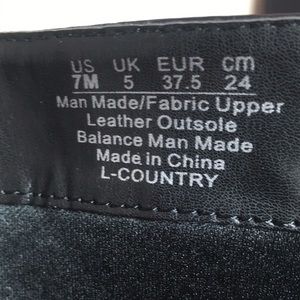 US UK EUR cm
7M 5 37.5 24
Man Made/Fabric Upper
Leather Outsole
Balance Man Made
Made in China
L-COUNTRY